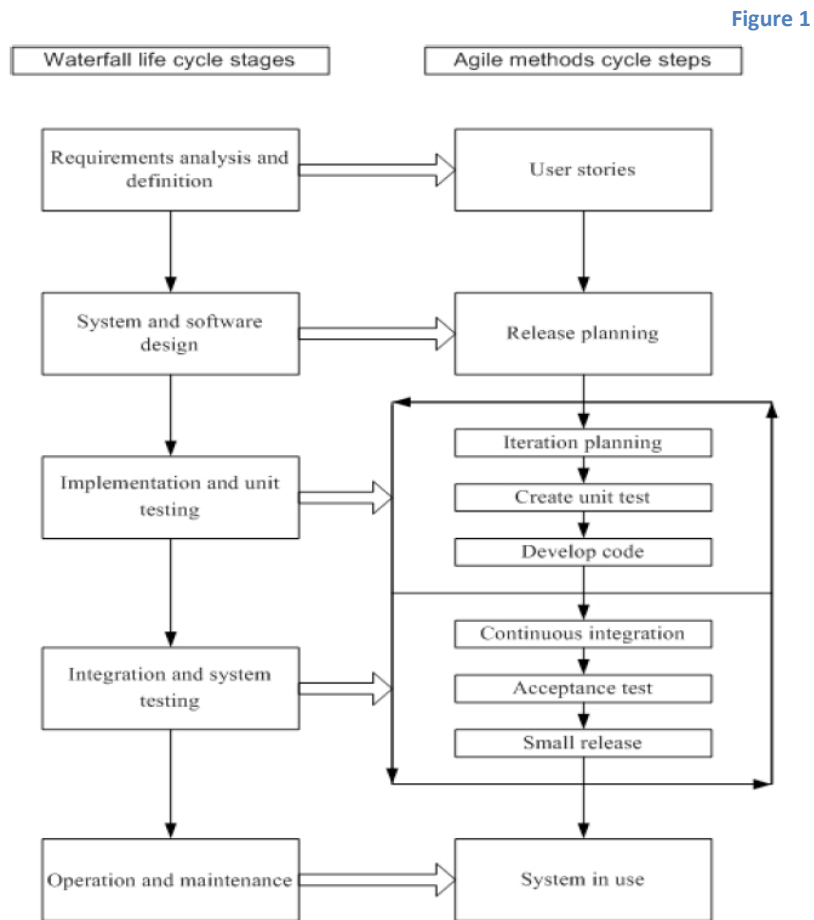 Figure 1
Waterfall life cycle stages
Agile methods cycle steps
Requirements analysis and
definition
User stories
System and software
design
Release planning
Iteration planning
Implementation and unit
testing
Create unit test
Develop code
Continuous integration
Integration and system
testing
Acceptance test
Small release
Operation and maintenance
System in use